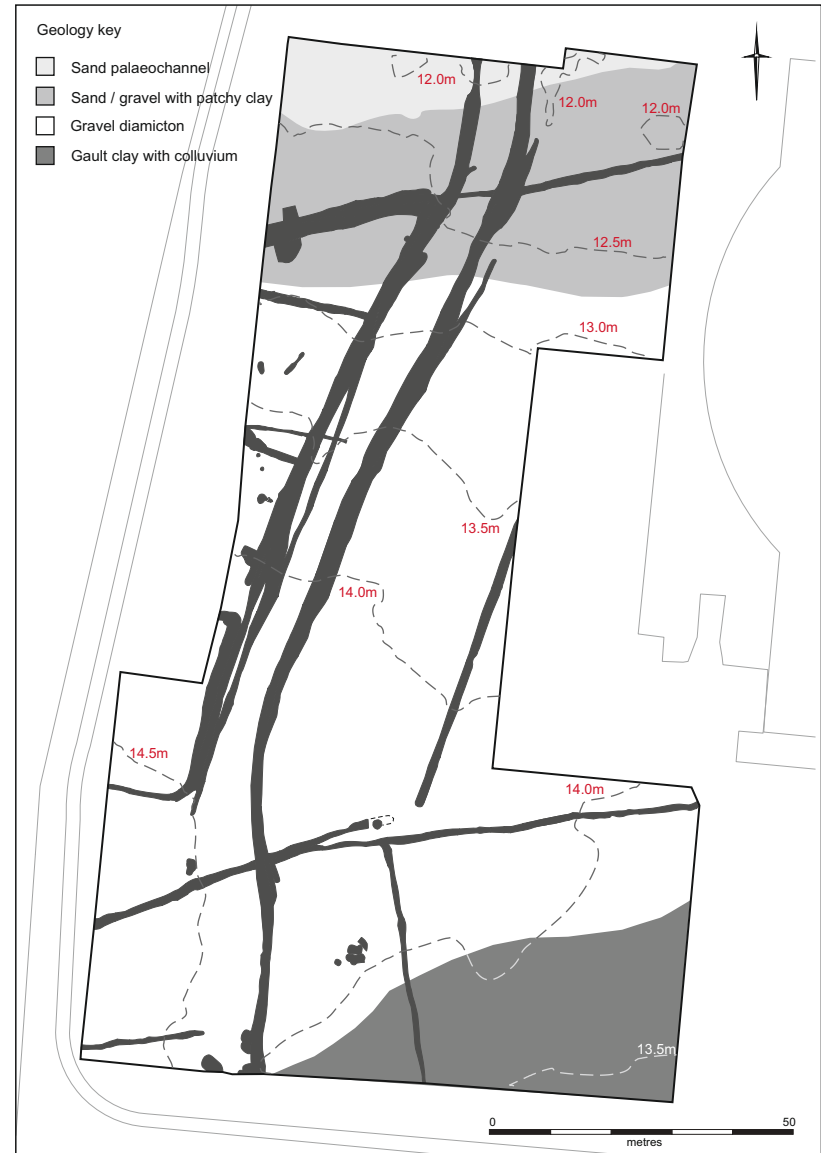 Geology key
Sand palaeochannel
Sand / gravel with patchy clay
Gravel diamicton
Gault clay with colluvium
12.0m
12.0m
12.0m
12.5m
13.0m
13.5m
14.0m
14.5m
14.0m
13.5m
0
50
metres